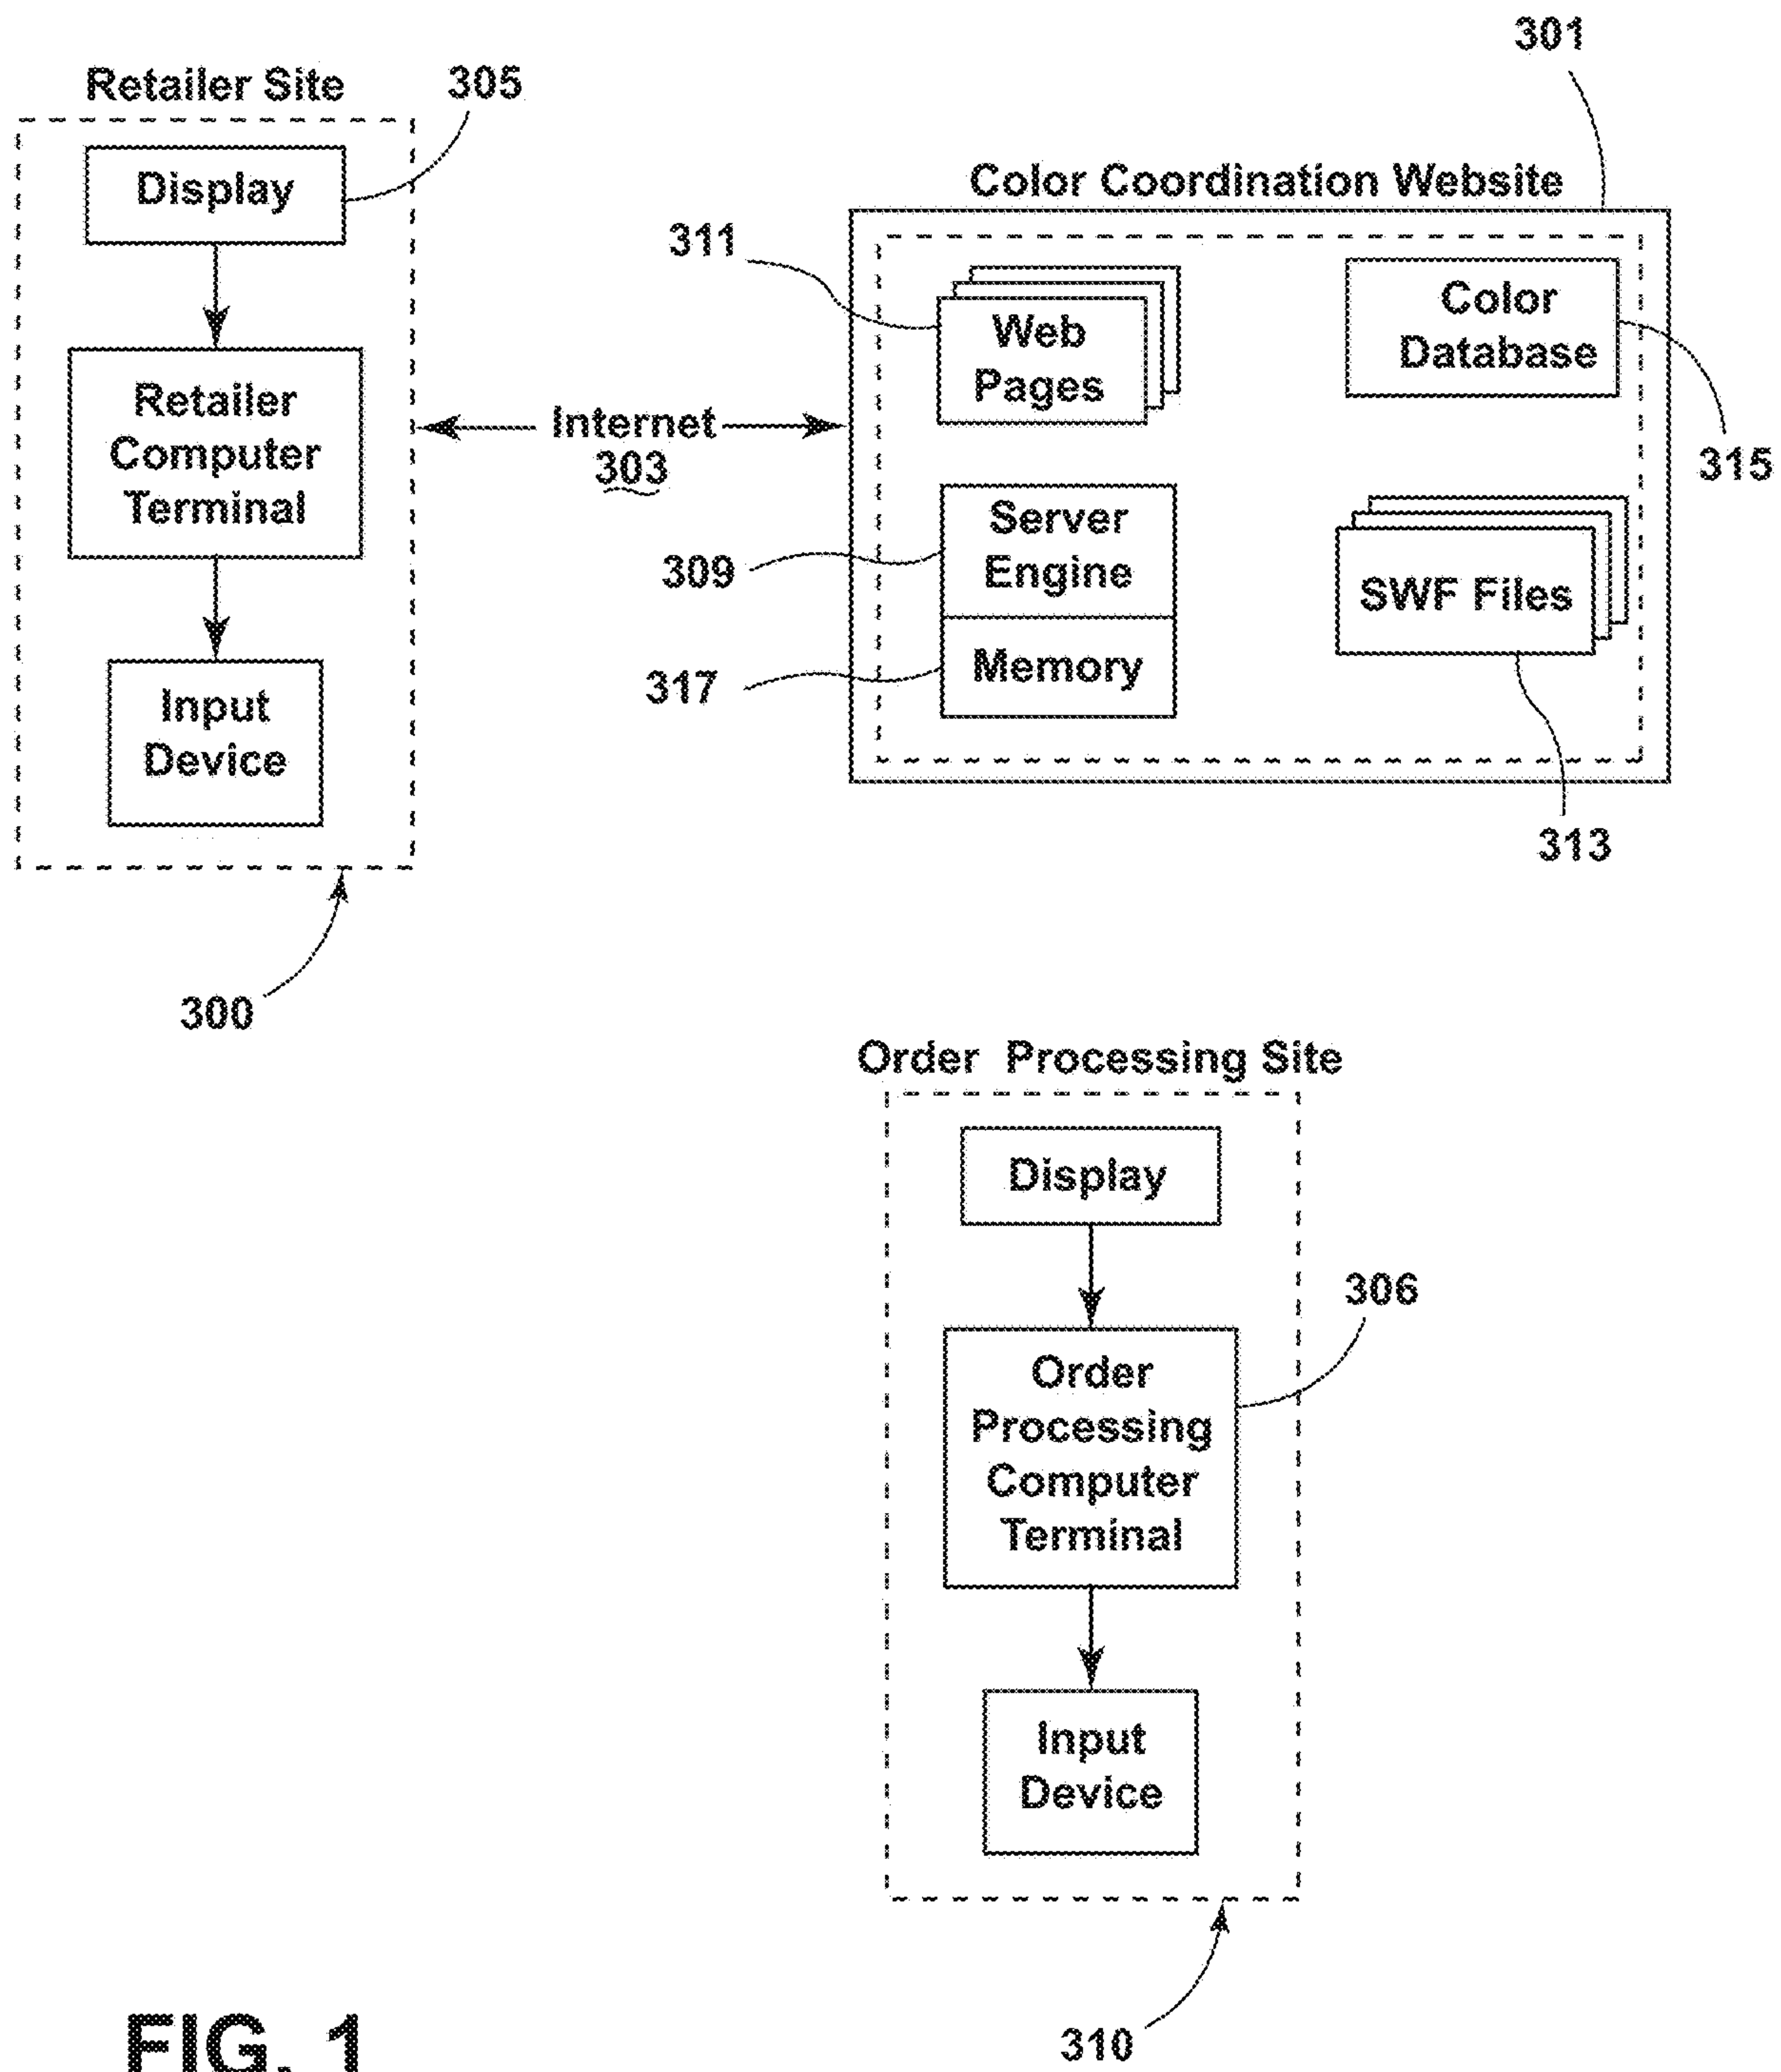 301
Retailer Site
305
Display
Color Coordination Website
311
Web
Pages
Color
Database
Retailer
Computer
Terminal
Internet
303
315
Server
Engine
309
SWF Files
Memory
317
Input
Device
313
300
Order Processing Site
Display
306
Order
Processing
Computer
Terminal
Input
Device
310
FIG. 1